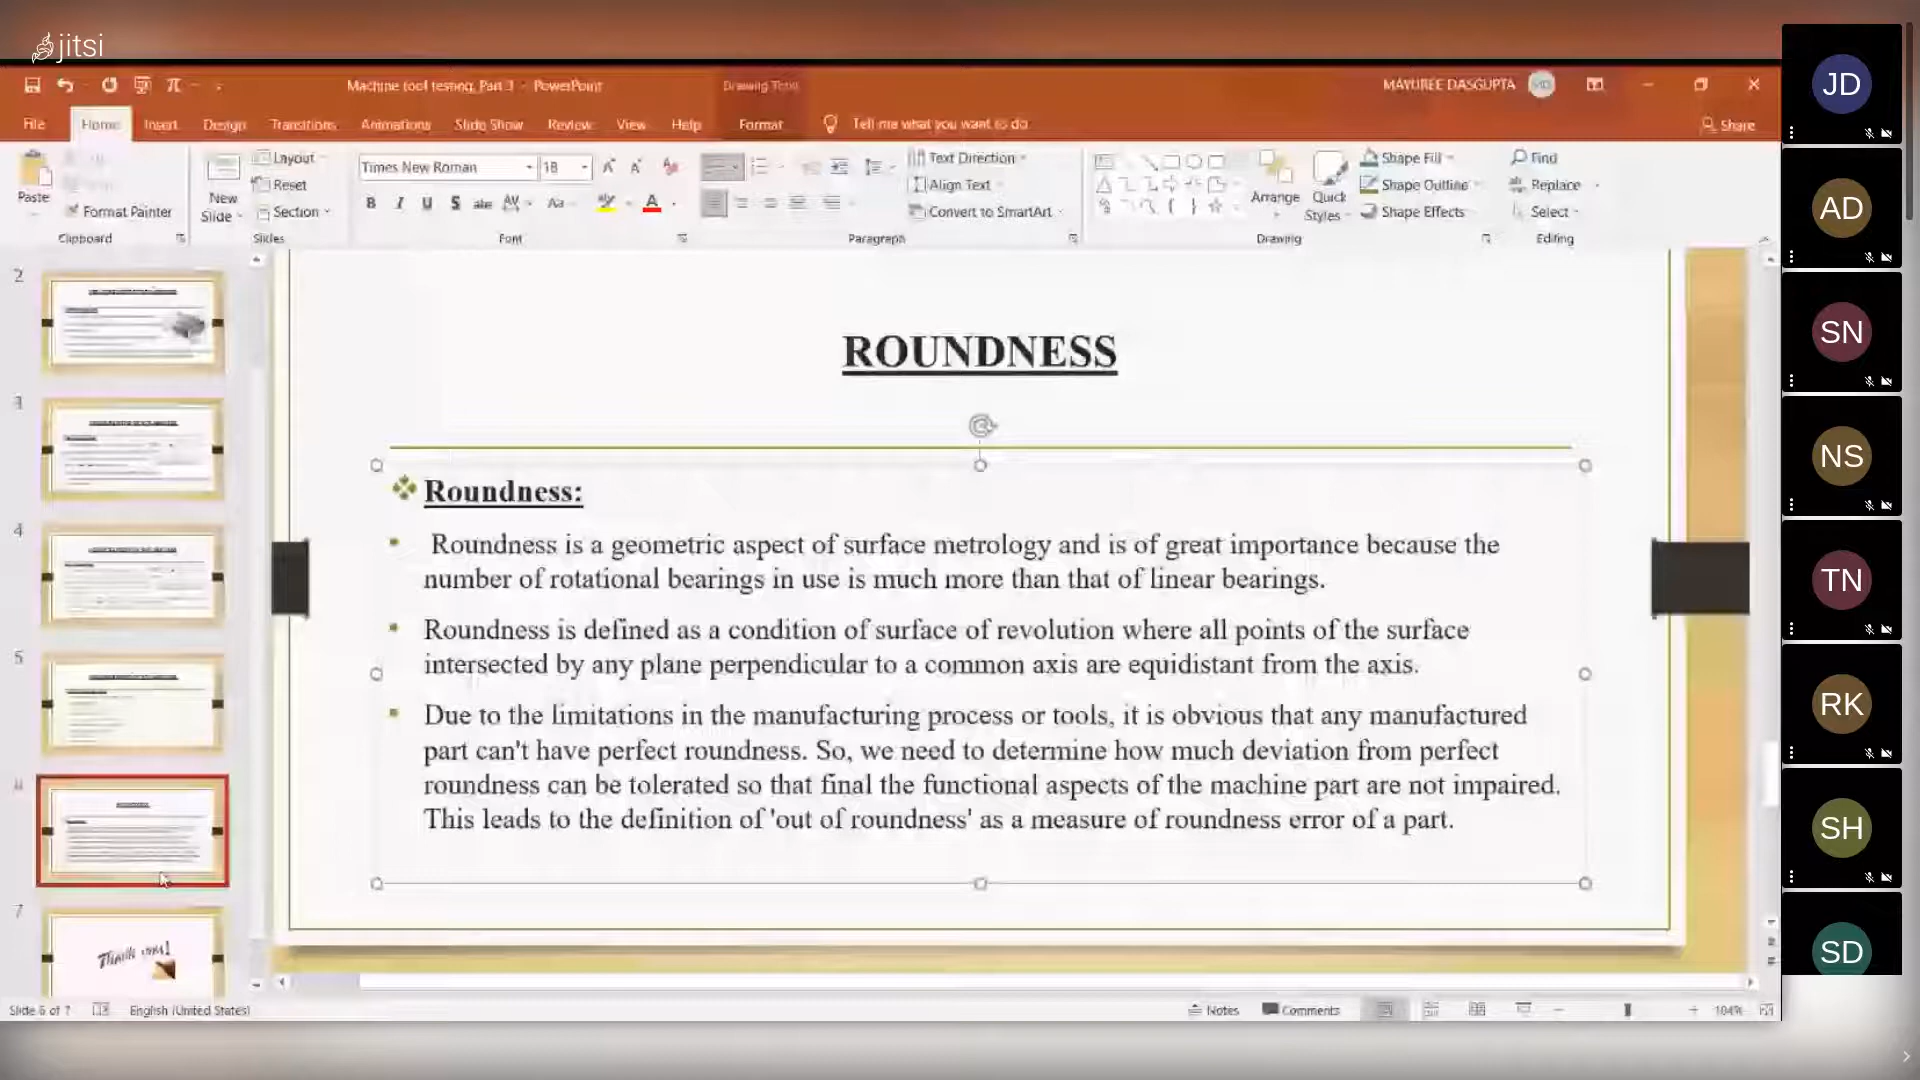 jitsi
Machine tool testing, Part 3 - PowerPoint
Drawing Tools
MAYUREE DASGUPTA
MD
File
Home
Insert
Design
Transitions
Animations
Slide Show
Review
View
Help
Format
Tell me what you want to do
Share
Paste
Format Painter
Clipboard
New
Slide
Layout
Reset
Section
Slides
Times New Roman
18
B I U S abc AV Aa A
Font
Text Direction
Align Text
Convert to SmartArt
Paragraph
Arrange
Quick
Styles
Shape Fill
Shape Outline
Shape Effects
Drawing
Find
Replace
Select
Editing
2
3
4
5
6
7
Thank you!
ROUNDNESS
Roundness:
Roundness is a geometric aspect of surface metrology and is of great importance because the
number of rotational bearings in use is much more than that of linear bearings.
Roundness is defined as a condition of surface of revolution where all points of the surface
intersected by any plane perpendicular to a common axis are equidistant from the axis.
Due to the limitations in the manufacturing process or tools, it is obvious that any manufactured
part can't have perfect roundness. So, we need to determine how much deviation from perfect
roundness can be tolerated so that final the functional aspects of the machine part are not impaired.
This leads to the definition of 'out of roundness' as a measure of roundness error of a part.
Slide 6 of 7
English (United States)
Notes
Comments
104%
JD
AD
SN
NS
TN
RK
SH
SD